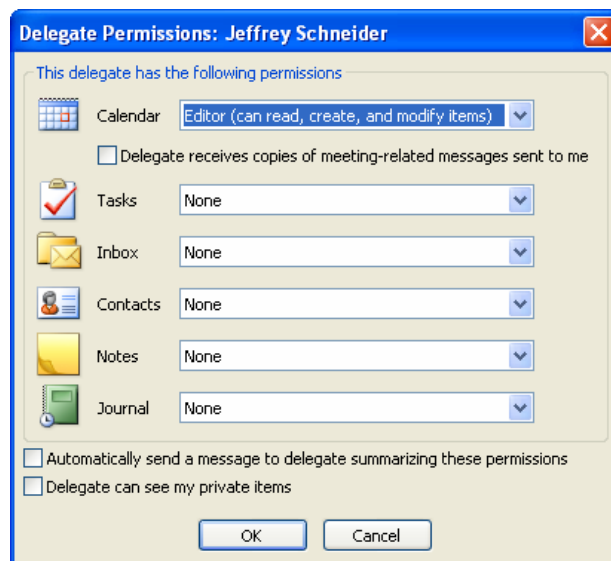 Delegate Permissions: Jeffrey Schneider
This delegate has the following permissions
Calendar Editor (can read, create, and modify items)
Delegate receives copies of meeting-related messages sent to me
Tasks None
Inbox None
Contacts None
Notes None
Journal None
Automatically send a message to delegate summarizing these permissions
Delegate can see my private items
OK Cancel